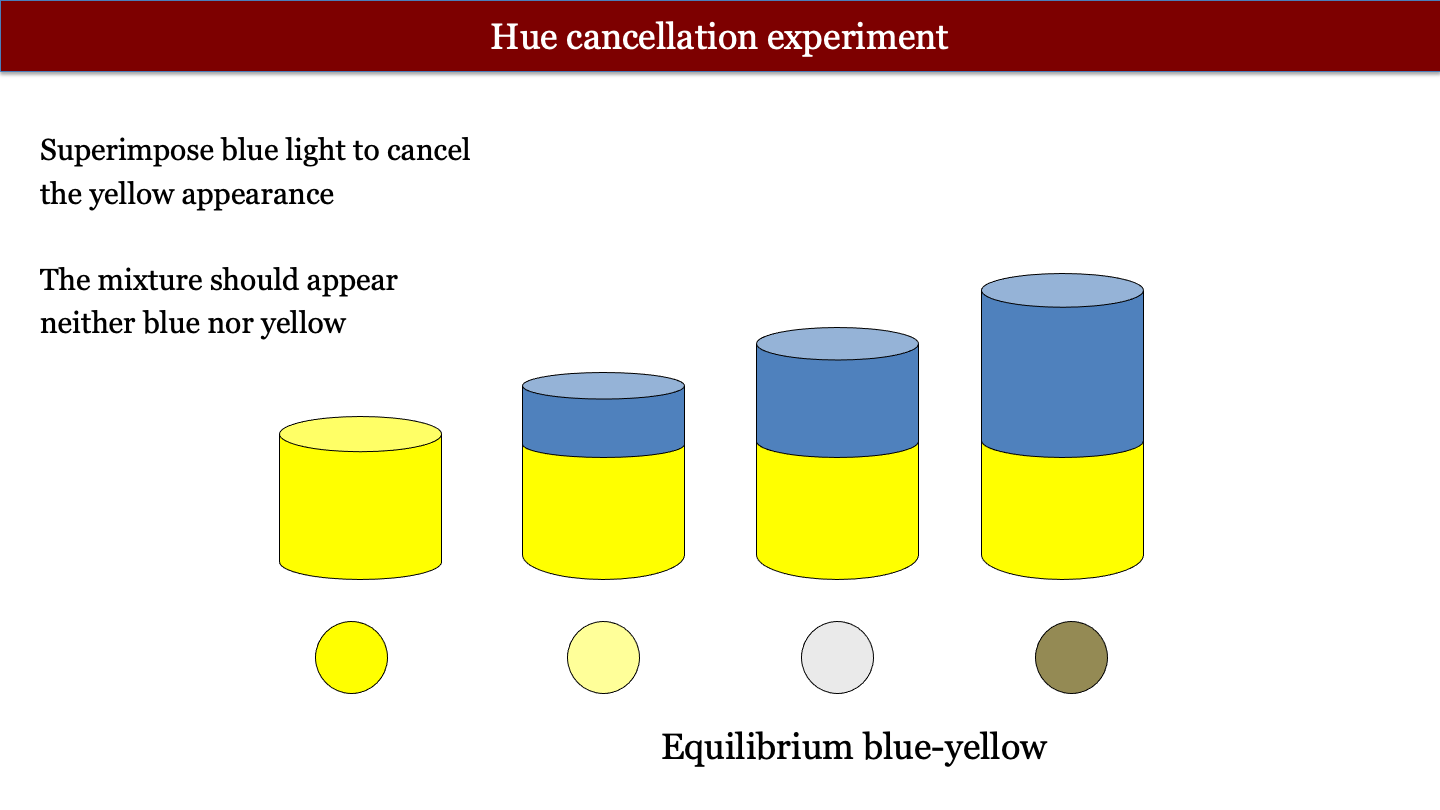 Hue cancellation experiment
Superimpose blue light to cancel
the yellow appearance
The mixture should appear
neither blue nor yellow
Equilibrium blue-yellow